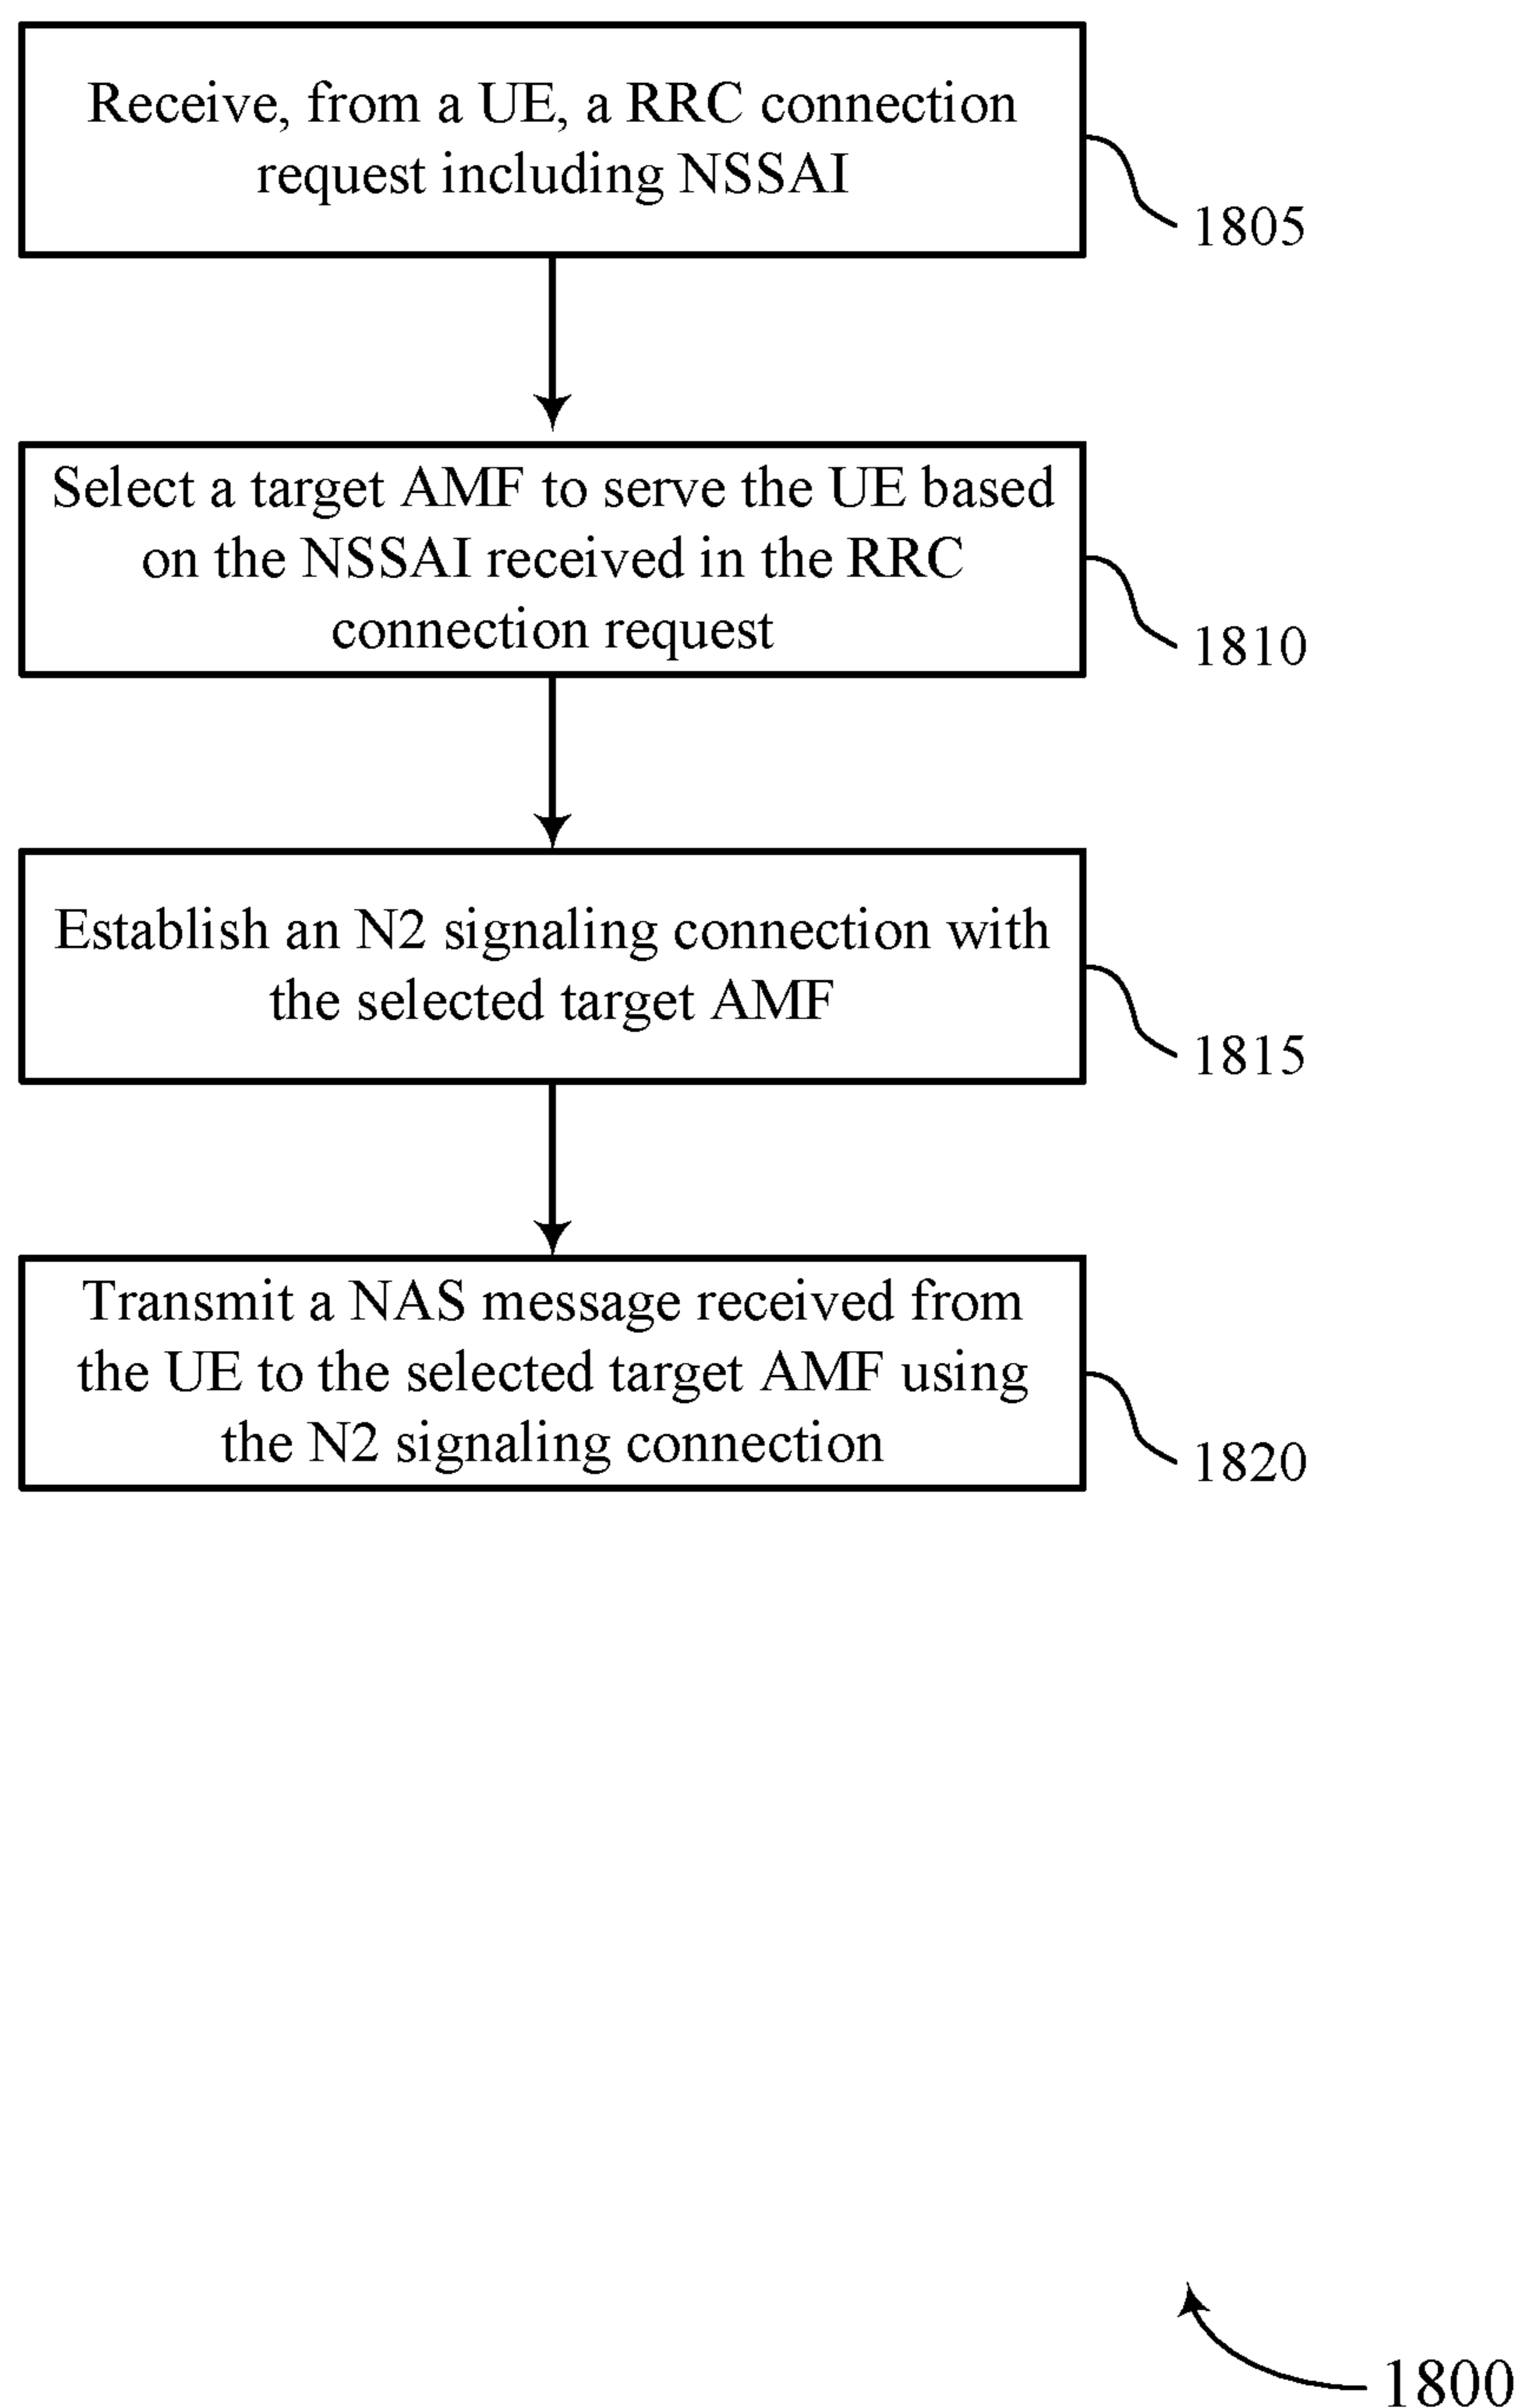 Receive, from a UE, a RRC connection
request including NSSAI
1805
Select a target AMF to serve the UE based
on the NSSAI received in the RRC
connection request
1810
Establish an N2 signaling connection with
the selected target AMF
1815
Transmit a NAS message received from
the UE to the selected target AMF using
the N2 signaling connection
1820
1800